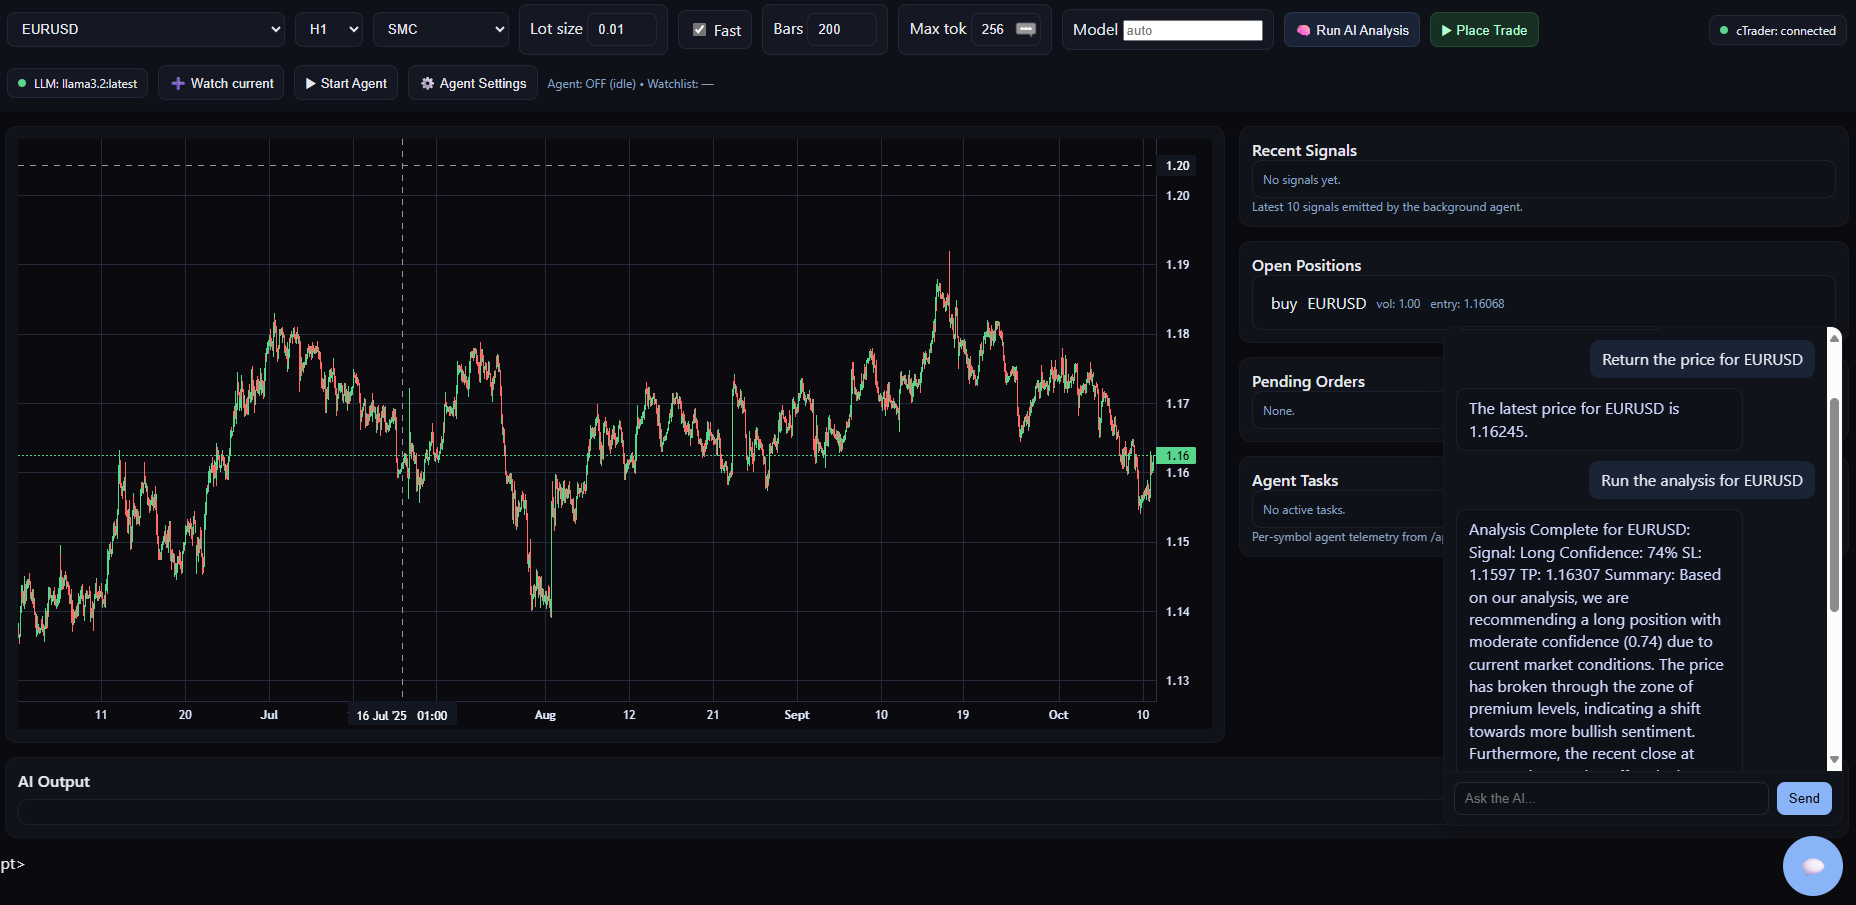 EURUSD
H1
SMC
Lot size 0.01
Fast
Bars 200
Max tok 256
Model auto
Run AI Analysis
Place Trade
cTrader: connected
LLM: llama3.2:latest
Watch current
Start Agent
Agent Settings
Agent: OFF (idle) • Watchlist: —
1.20
1.20
1.19
1.18
1.17
1.16
1.16
1.15
1.14
1.13
11
20
Jul
16 Jul '25 01:00
Aug
12
21
Sept
10
19
Oct
10
Recent Signals
No signals yet.
Latest 10 signals emitted by the background agent.
Open Positions
buy EURUSD vol: 1.00 entry: 1.16068
Pending Orders
None.
Agent Tasks
No active tasks.
Per-symbol agent telemetry from
Return the price for EURUSD
The latest price for EURUSD is
1.16245.
Run the analysis for EURUSD
Analysis Complete for EURUSD:
Signal: Long Confidence: 74% SL:
1.1597 TP: 1.16307 Summary: Based
on our analysis, we are
recommending a long position with
moderate confidence (0.74) due to
current market conditions. The price
has broken through the zone of
premium levels, indicating a shift
towards more bullish sentiment.
Furthermore, the recent close at
Ask the AI...
Send
AI Output
pt>